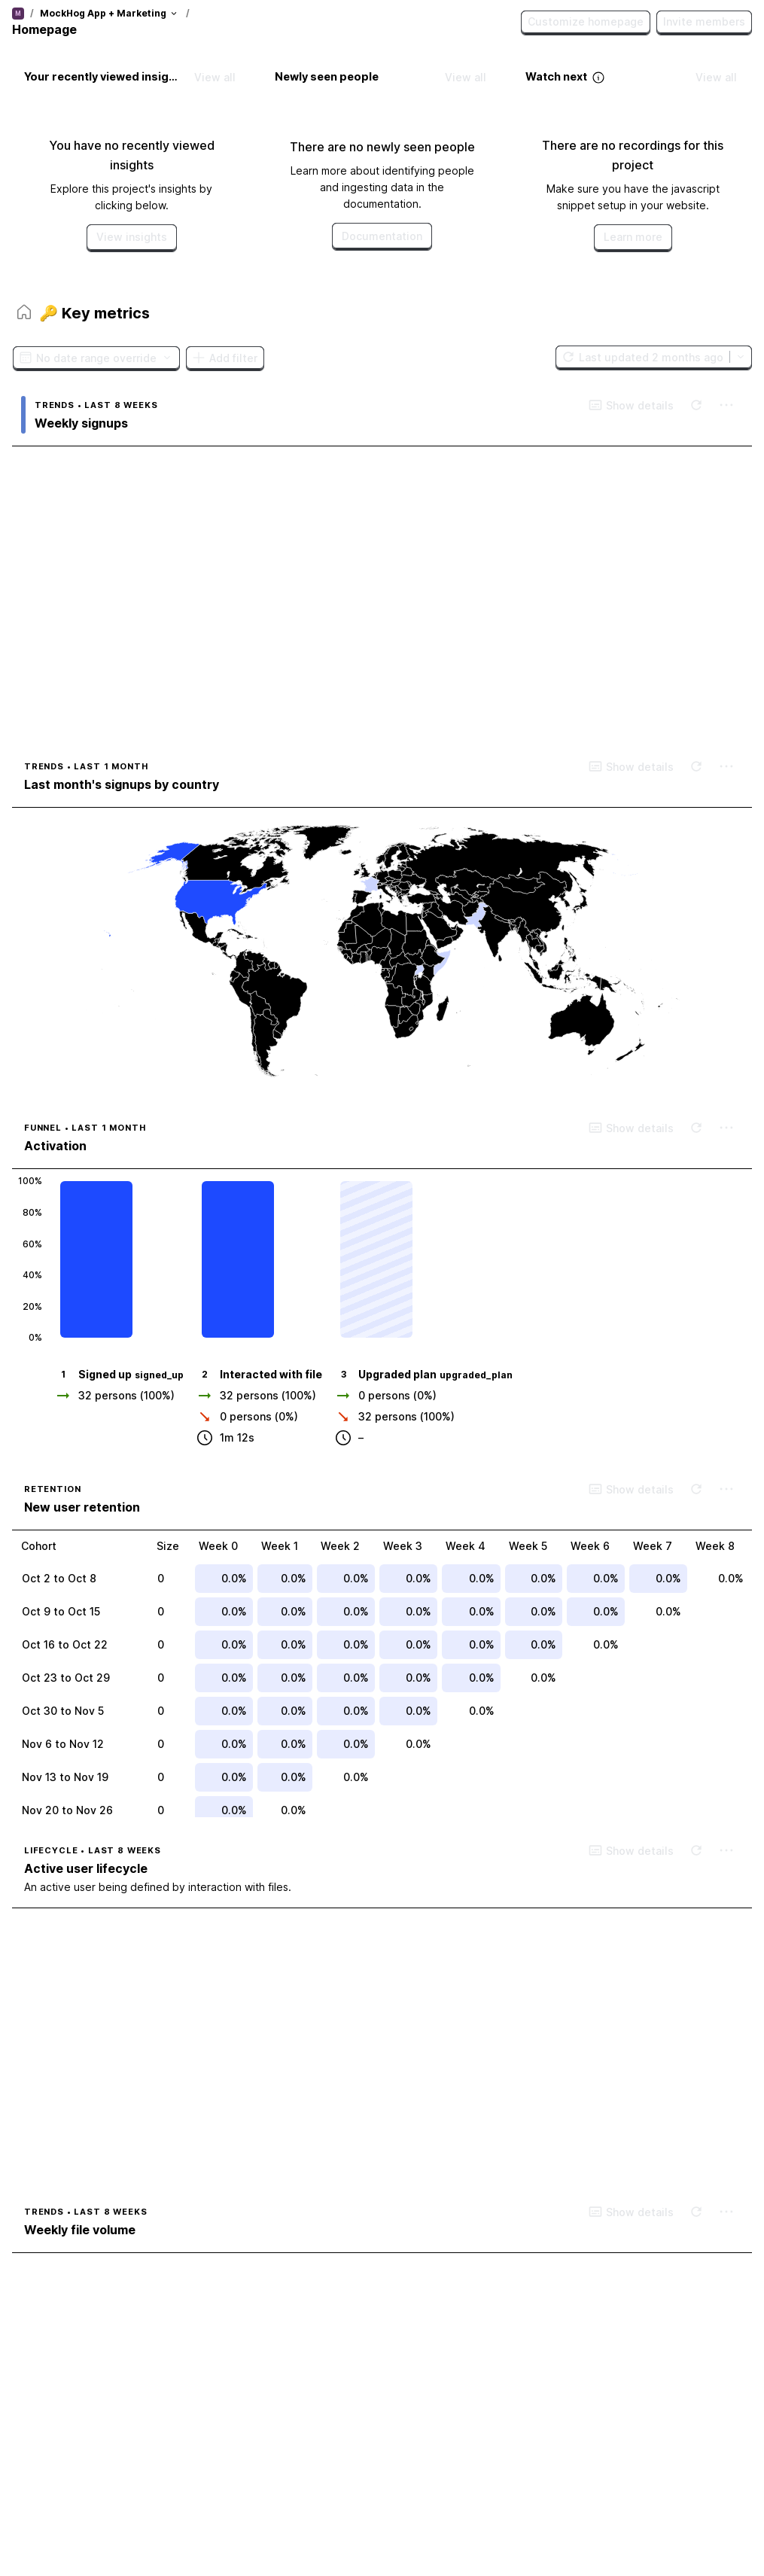 M / MockHog App + Marketing /
Homepage
Customize homepage
Invite members
Your recently viewed insig...
View all
You have no recently viewed
insights
Explore this project's insights by
clicking below.
View insights
Newly seen people
View all
There are no newly seen people
Learn more about identifying people
and ingesting data in the
documentation.
Documentation
Watch next
View all
There are no recordings for this
project
Make sure you have the javascript
snippet setup in your website.
Learn more
🔑 Key metrics
No date range override
Add filter
Last updated 2 months ago
TRENDS • LAST 8 WEEKS
Show details
Weekly signups
TRENDS • LAST 1 MONTH
Show details
Last month's signups by country
FUNNEL • LAST 1 MONTH
Show details
Activation
100%
80%
60%
40%
20%
0%
1 Signed up signed_up
32 persons (100%)
2 Interacted with file
32 persons (100%)
0 persons (0%)
1m 12s
3 Upgraded plan upgraded_plan
0 persons (0%)
32 persons (100%)
–
RETENTION
Show details
New user retention
Cohort Size Week 0 Week 1 Week 2 Week 3 Week 4 Week 5 Week 6 Week 7 Week 8
Oct 2 to Oct 8 0 0.0% 0.0% 0.0% 0.0% 0.0% 0.0% 0.0% 0.0% 0.0%
Oct 9 to Oct 15 0 0.0% 0.0% 0.0% 0.0% 0.0% 0.0% 0.0% 0.0%
Oct 16 to Oct 22 0 0.0% 0.0% 0.0% 0.0% 0.0% 0.0% 0.0%
Oct 23 to Oct 29 0 0.0% 0.0% 0.0% 0.0% 0.0% 0.0%
Oct 30 to Nov 5 0 0.0% 0.0% 0.0% 0.0% 0.0%
Nov 6 to Nov 12 0 0.0% 0.0% 0.0% 0.0%
Nov 13 to Nov 19 0 0.0% 0.0% 0.0%
Nov 20 to Nov 26 0 0.0% 0.0%
LIFECYCLE • LAST 8 WEEKS
Show details
Active user lifecycle
An active user being defined by interaction with files.
TRENDS • LAST 8 WEEKS
Show details
Weekly file volume